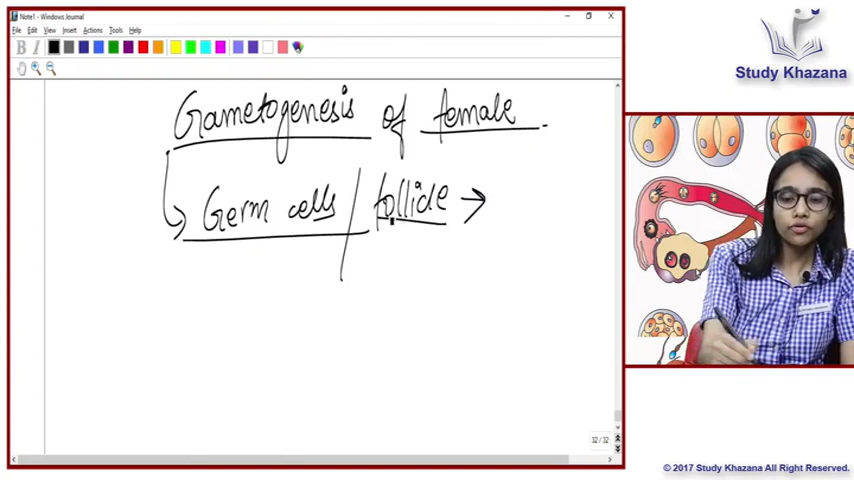 Note1 - Windows Journal
File Edit View Insert Actions Tools Help
B I
Study Khazana
Gametogenesis of female.
Germ cells / follicle →
32/32
© 2017 Study Khazana All Right Reserved.